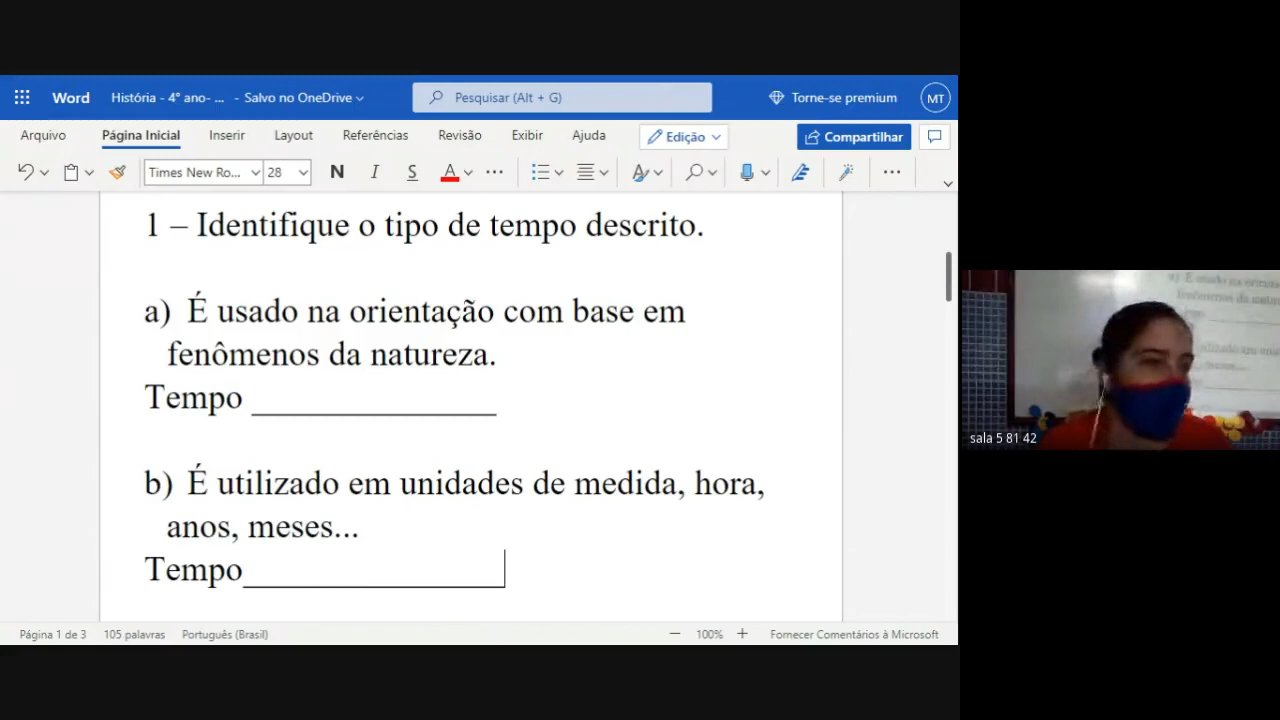 Word História - 4° ano- ... - Salvo no OneDrive Pesquisar (Alt + G) Torne-se premium MT
Arquivo Página Inicial Inserir Layout Referências Revisão Exibir Ajuda Edição Compartilhar
Times New Ro... 28 N I S A ... ...
1 – Identifique o tipo de tempo descrito.
a) É usado na orientação com base em
fenômenos da natureza.
Tempo _______________
b) É utilizado em unidades de medida, hora,
anos, meses...
Tempo________________
sala 5 81 42
Página 1 de 3 105 palavras Português (Brasil) — 100% + Fornecer Comentários à Microsoft